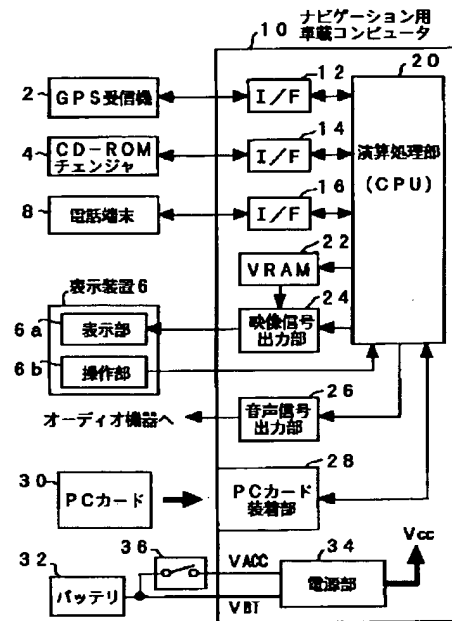 ナビゲーション用
10 車載コンピュータ
20
2 GPS受信機
I/F 12
4 CD-ROM
チェンジャ
I/F 14
演算処理部
(CPU)
8 電話端末
I/F 16
22
VRAM
表示装置6
24
6a 表示部
映像信号
出力部
6b 操作部
26
オーディオ機器へ
音声信号
出力部
28
30
PCカード
PCカード
装着部
Vcc
36
34
32
VACC
バッテリ
電源部
VBT